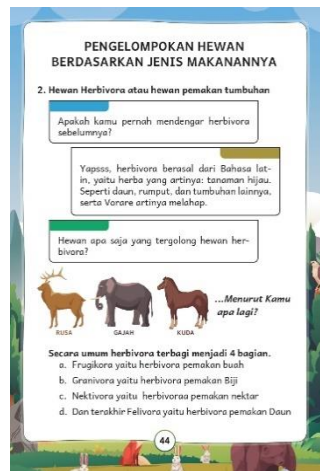 PENGELOMPOKAN HEWAN
BERDASARKAN JENIS MAKANANNYA
2. Hewan Herbivora atau hewan pemakan tumbuhan
Apakah kamu pernah mendengar herbivora
sebelumnya?
Yapsss, herbivora berasal dari Bahasa lat-
in, yaitu herba yang artinya: tanaman hijau.
Seperti daun, rumput, dan tumbuhan lainnya,
serta Vorare artinya melahap.
Hewan apa saja yang tergolong hewan her-
bivora?
...Menurut Kamu
apa lagi?
RUSA GAJAH KUDA
Secara umum herbivora terbagi menjadi 4 bagian.
a. Frugikora yaitu herbivora pemakan buah
b. Granivora yaitu herbivora pemakan Biji
c. Nektivora yaitu herbivoraa pemakan nektar
d. Dan terakhir Felivora yaitu herbivora pemakan Daun
44